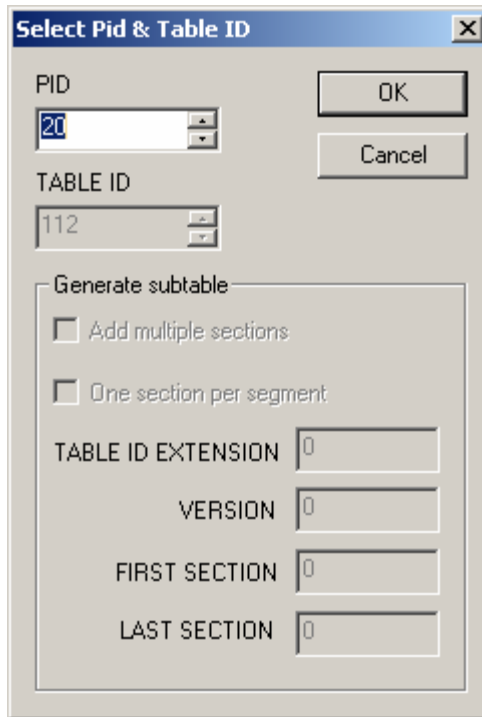 Select Pid & Table ID
PID
OK
20
Cancel
TABLE ID
112
Generate subtable
Add multiple sections
One section per segment
TABLE ID EXTENSION 0
VERSION 0
FIRST SECTION 0
LAST SECTION 0